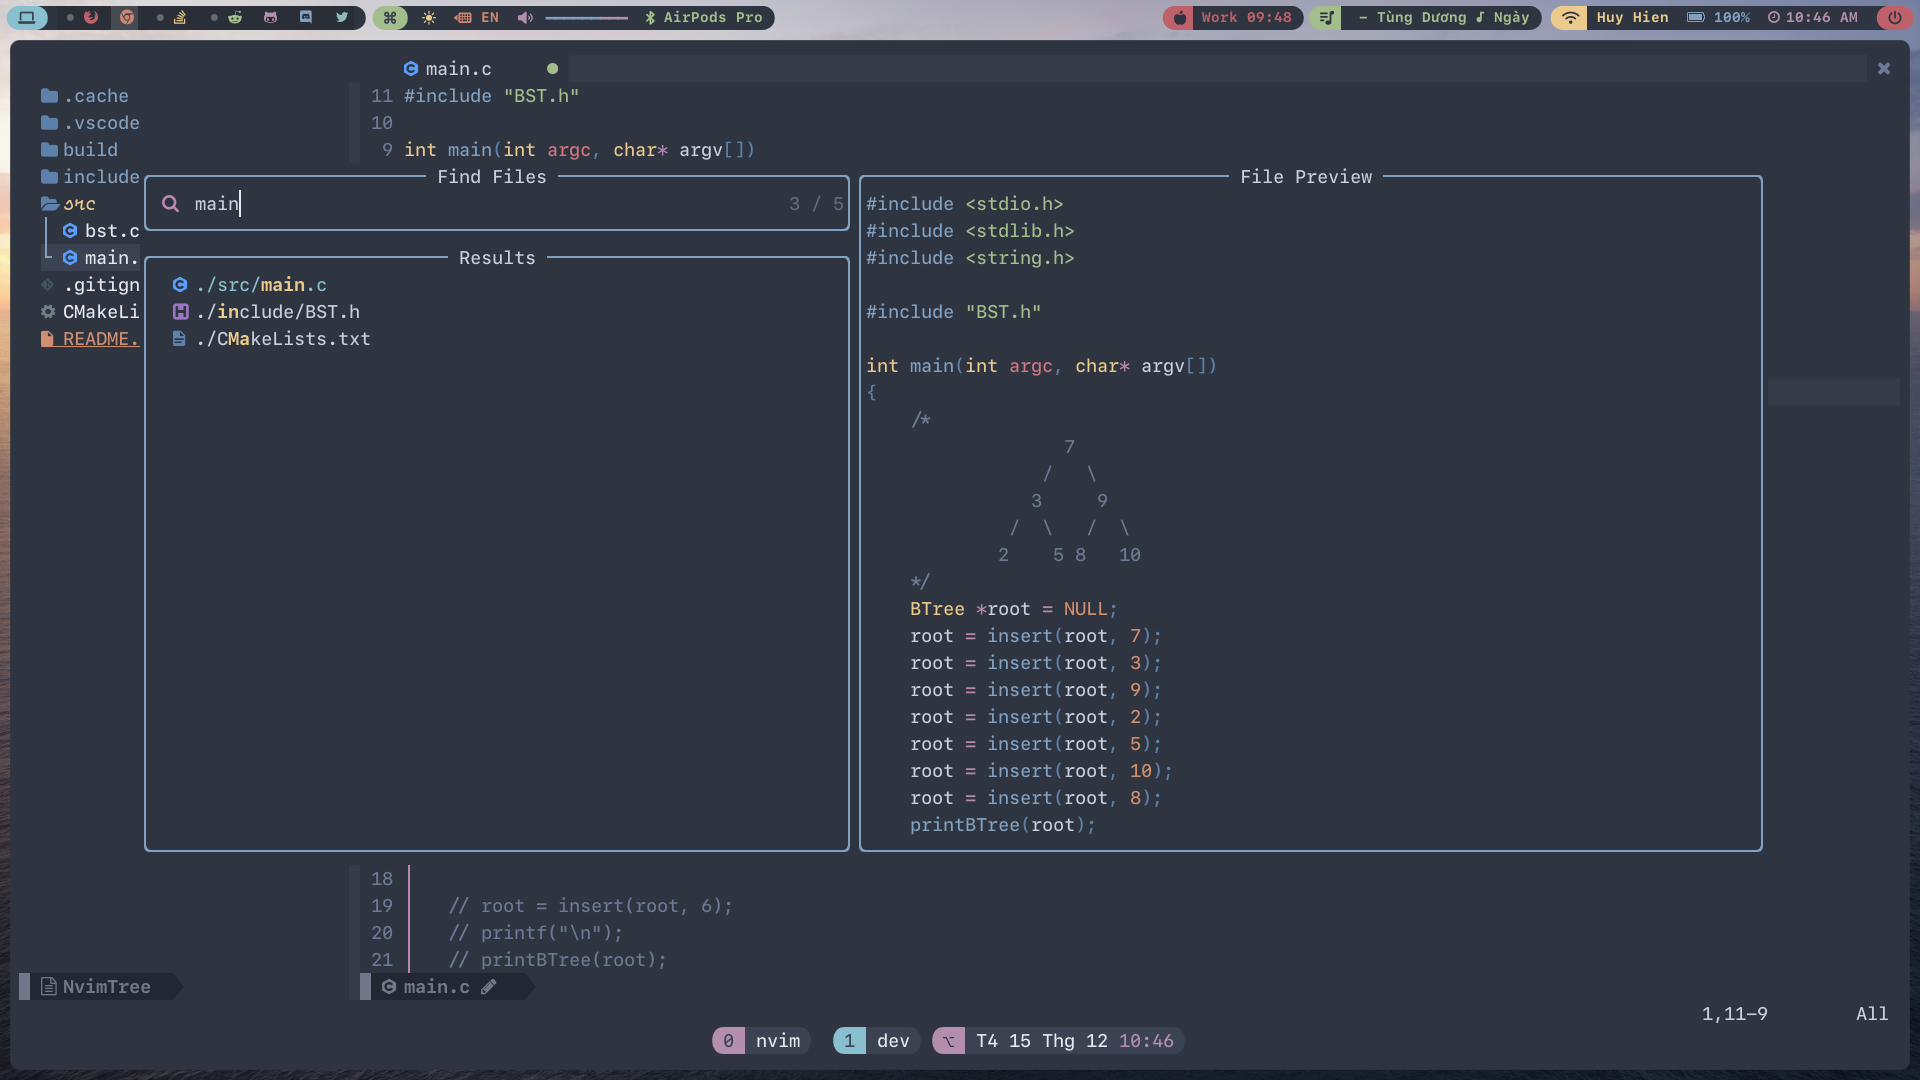 EN
AirPods Pro
Work 09:48
– Tùng Dương ♪ Ngày
Huy Hien
100%
10:46 AM
main.c
.cache
.vscode
build
include
src
bst.c
main.
.gitign
CMakeLi
README.
11 #include "BST.h"
10
9 int main(int argc, char* argv[])
Find Files
main
3 / 5
Results
./src/main.c
./include/BST.h
./CMakeLists.txt
File Preview
#include <stdio.h>
#include <stdlib.h>
#include <string.h>
#include "BST.h"
int main(int argc, char* argv[])
{
/*
7
/ \
3 9
/ \ / \
2 5 8 10
*/
BTree *root = NULL;
root = insert(root, 7);
root = insert(root, 3);
root = insert(root, 9);
root = insert(root, 2);
root = insert(root, 5);
root = insert(root, 10);
root = insert(root, 8);
printBTree(root);
18
19 // root = insert(root, 6);
20 // printf("\n");
21 // printBTree(root);
NvimTree
main.c
1,11-9 All
0 nvim
1 dev
T4 15 Thg 12 10:46